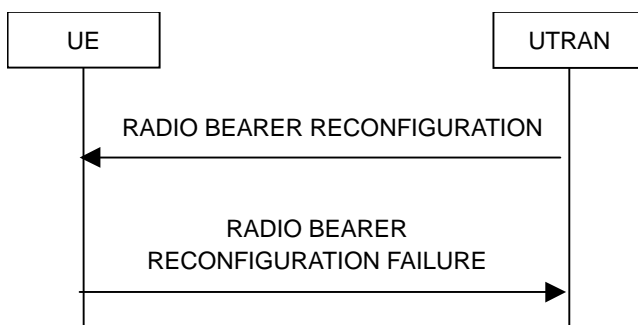 UE
UTRAN
RADIO BEARER RECONFIGURATION
RADIO BEARER
RECONFIGURATION FAILURE